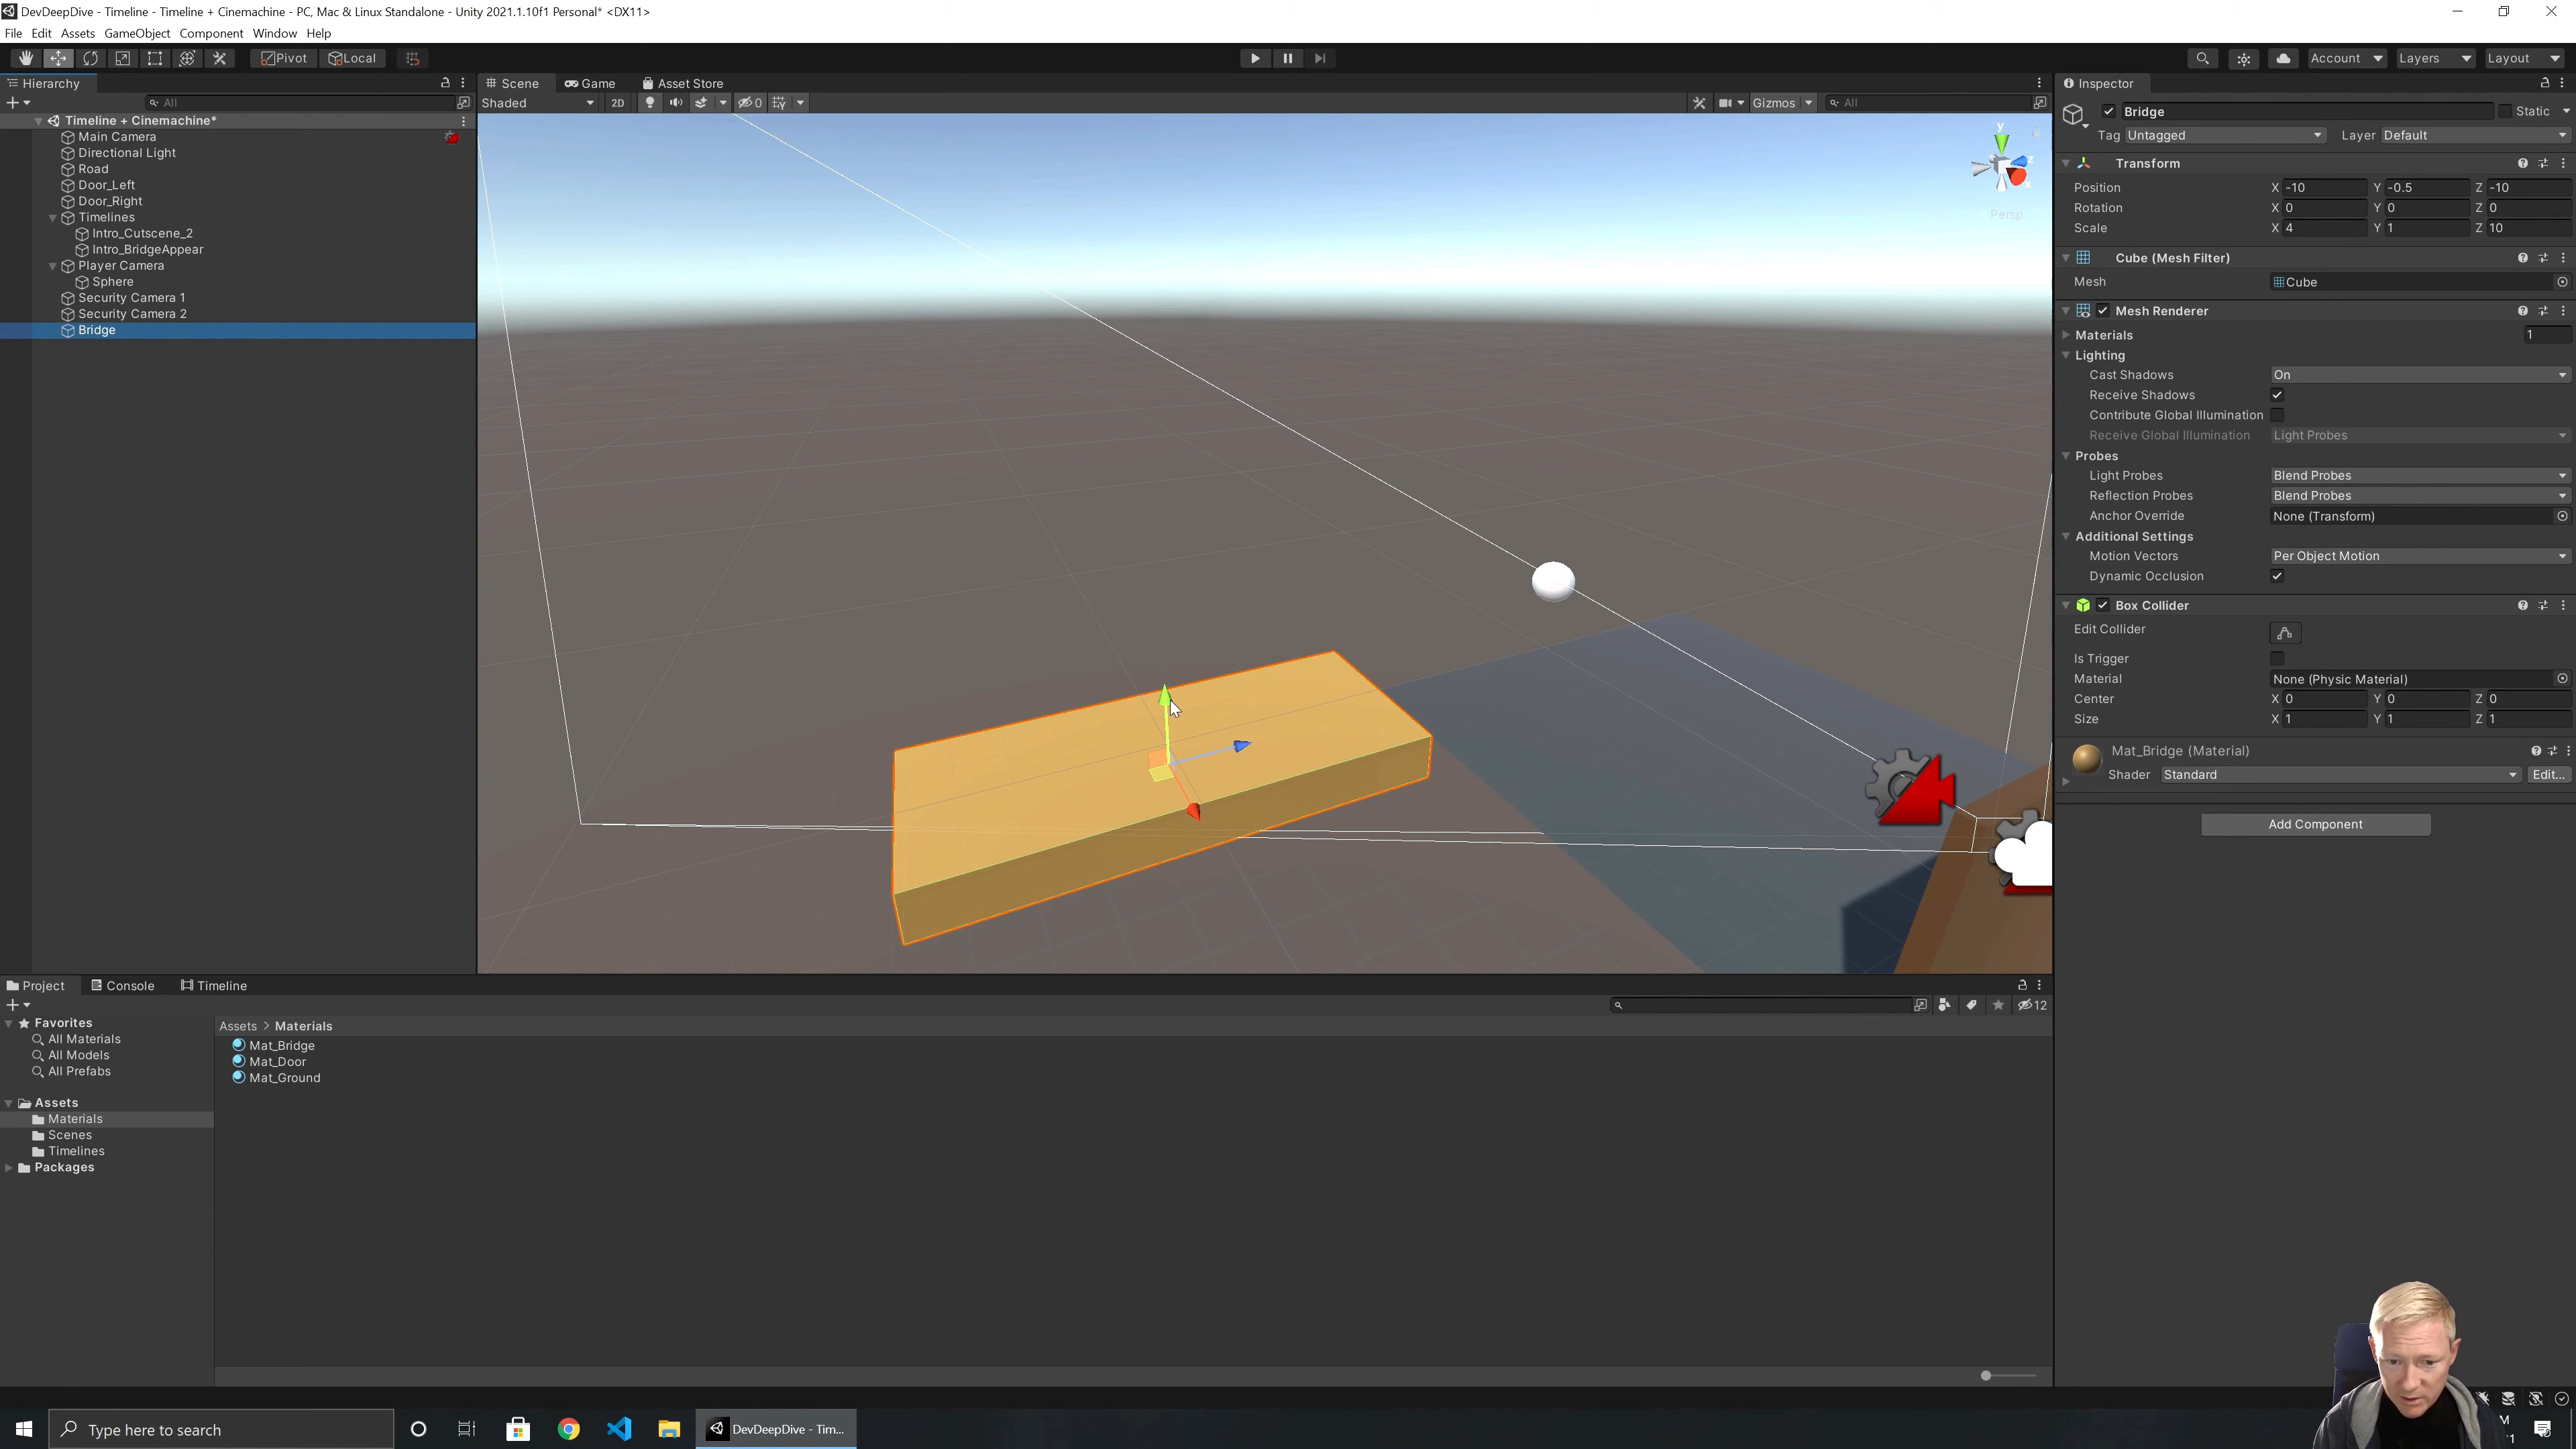 DevDeepDive - Timeline - Timeline + Cinemachine - PC, Mac & Linux Standalone - Unity 2021.1.10f1 Personal* <DX11>
File Edit Assets GameObject Component Window Help
Pivot Local Account Layers Layout
Hierarchy
All
Timeline + Cinemachine*
Main Camera
Directional Light
Road
Door_Left
Door_Right
Timelines
Intro_Cutscene_2
Intro_BridgeAppear
Player Camera
Sphere
Security Camera 1
Security Camera 2
Bridge
Scene Game Asset Store
Shaded 2D 0 Gizmos All
y
z
x
Persp
Inspector
Bridge Static
Tag Untagged Layer Default
Transform
Position X -10 Y -0.5 Z -10
Rotation X 0 Y 0 Z 0
Scale X 4 Y 1 Z 10
Cube (Mesh Filter)
Mesh Cube
Mesh Renderer
Materials 1
Lighting
Cast Shadows On
Receive Shadows
Contribute Global Illumination
Receive Global Illumination Light Probes
Probes
Light Probes Blend Probes
Reflection Probes Blend Probes
Anchor Override None (Transform)
Additional Settings
Motion Vectors Per Object Motion
Dynamic Occlusion
Box Collider
Edit Collider
Is Trigger
Material None (Physic Material)
Center X 0 Y 0 Z 0
Size X 1 Y 1 Z 1
Mat_Bridge (Material)
Shader Standard Edit...
Add Component
Project Console Timeline
12
Favorites
All Materials
All Models
All Prefabs
Assets
Materials
Scenes
Timelines
Packages
Assets > Materials
Mat_Bridge
Mat_Door
Mat_Ground
Type here to search
DevDeepDive - Tim...